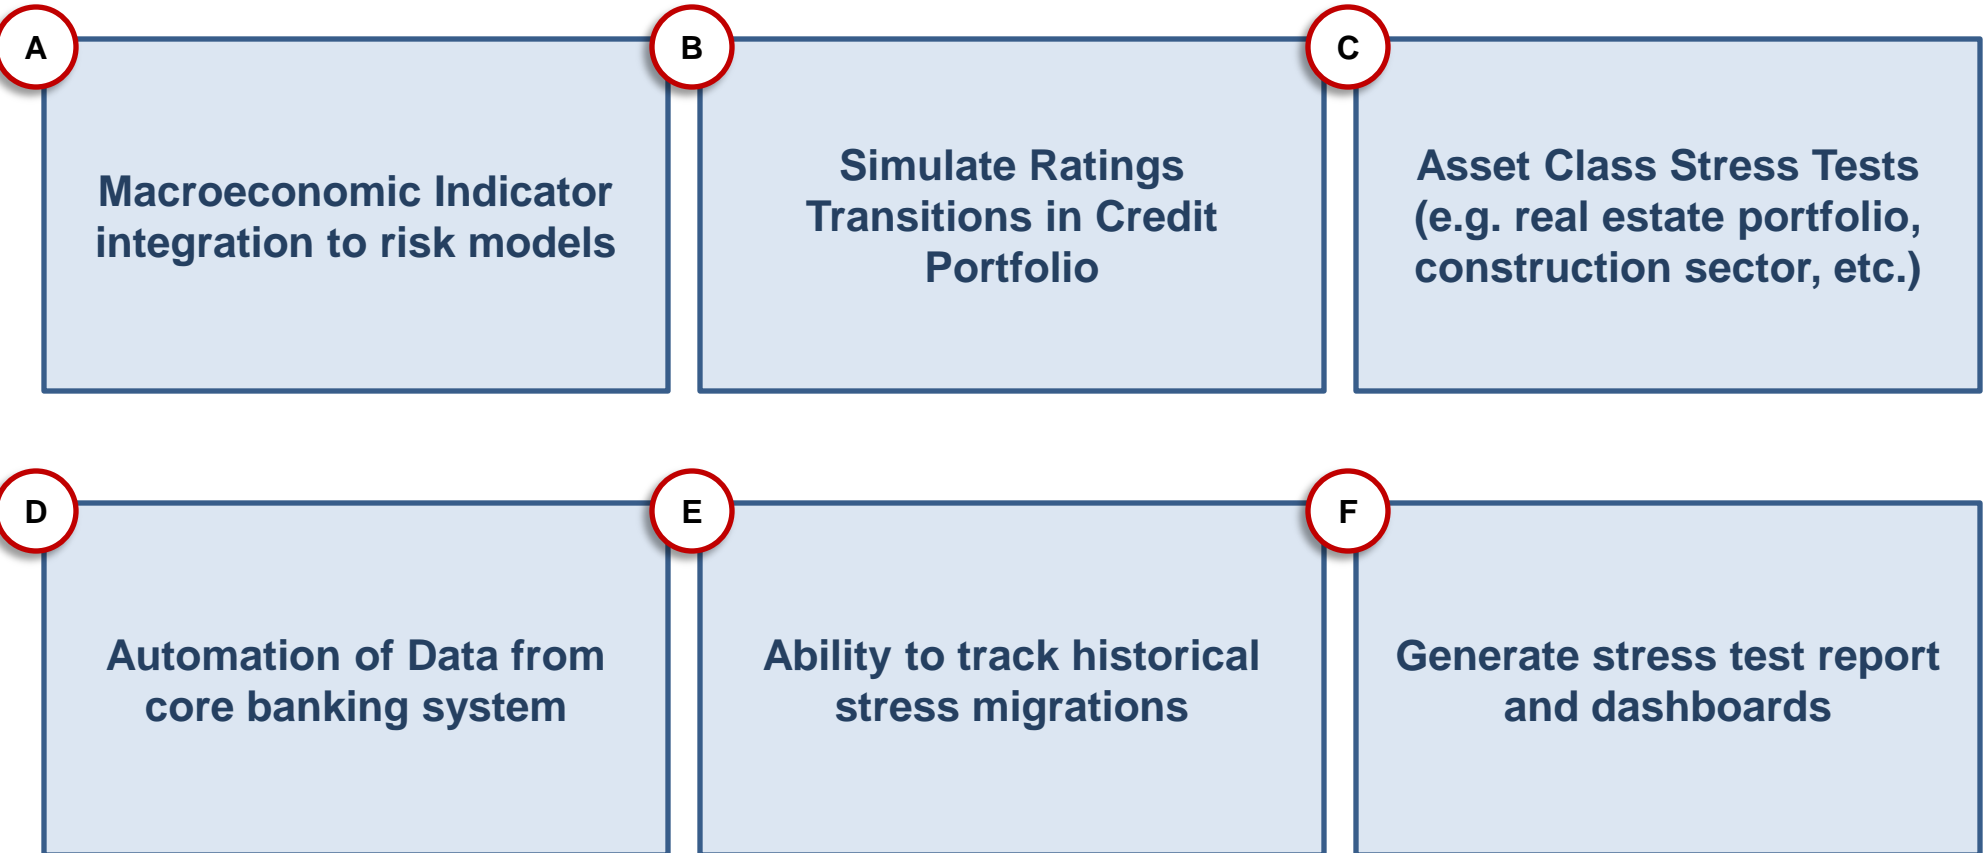 A
Macroeconomic Indicator
integration to risk models
B
Simulate Ratings
Transitions in Credit
Portfolio
C
Asset Class Stress Tests
(e.g. real estate portfolio,
construction sector, etc.)
D
Automation of Data from
core banking system
E
Ability to track historical
stress migrations
F
Generate stress test report
and dashboards